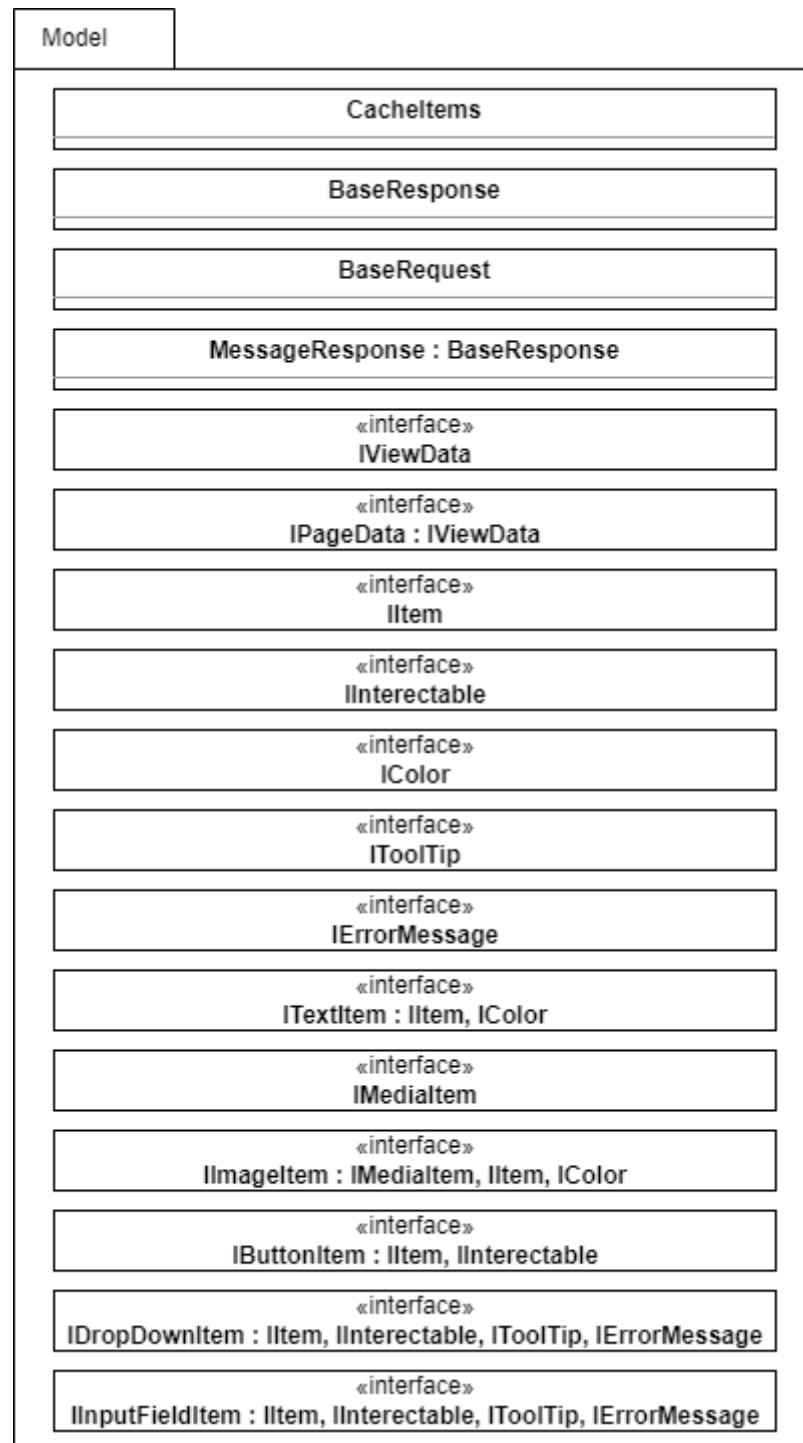 Model
CacheItems
BaseResponse
BaseRequest
MessageResponse : BaseResponse
«interface»
IViewData
«interface»
IPageData : IViewData
«interface»
IItem
«interface»
IInterectable
«interface»
IColor
«interface»
IToolTip
«interface»
IErrorMessage
«interface»
ITextItem : IItem, IColor
«interface»
IMediaItem
«interface»
IImageItem : IMediaItem, IItem, IColor
«interface»
IButtonItem : IItem, IInterectable
«interface»
IDropDownItem : IItem, IInterectable, IToolTip, IErrorMessage
«interface»
IInputFieldItem : IItem, IInterectable, IToolTip, IErrorMessage